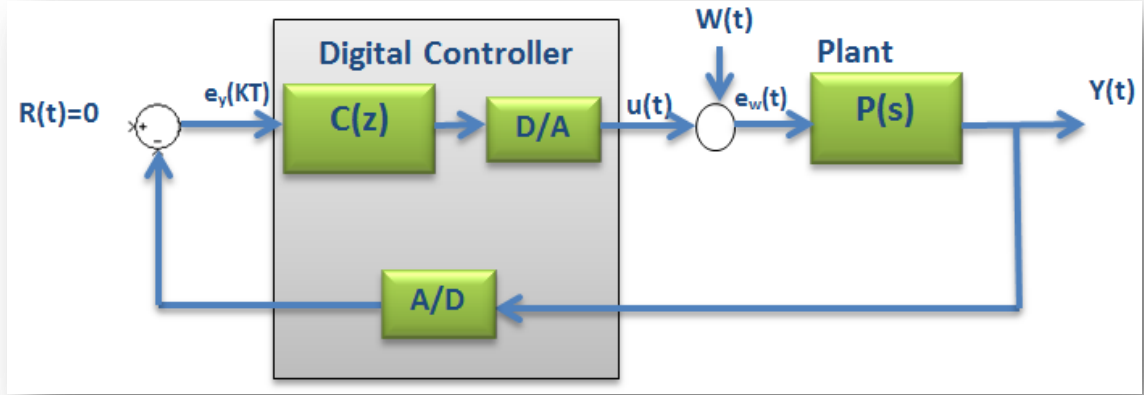 W(t)
Digital Controller
Plant
R(t)=0
e_y(KT)
C(z)
D/A
u(t)
e_w(t)
P(s)
Y(t)
+
-
A/D